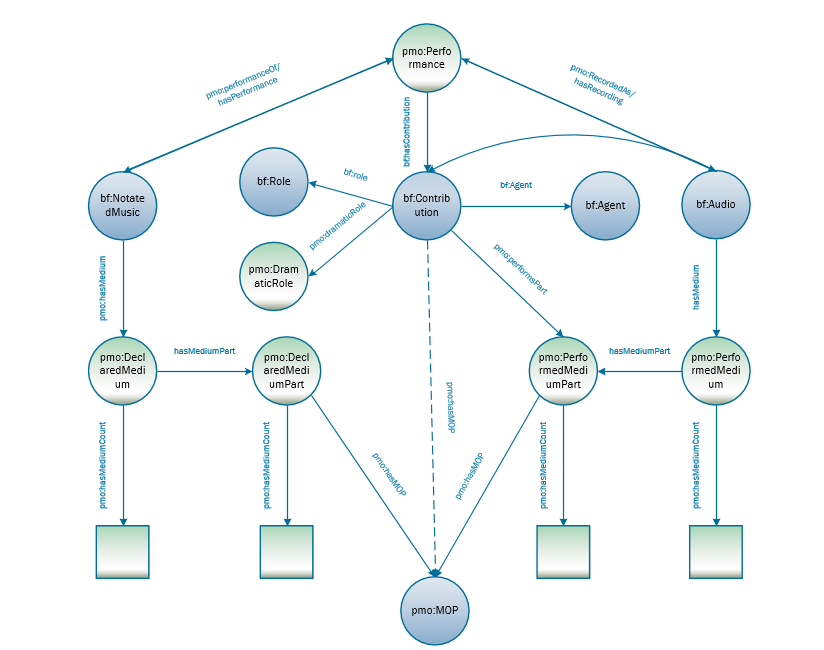 pmo:Perfo
rmance
pmo:performanceOf/
hasPerformance
pmo:RecordedAs/
hasRecording
bf:hasContribution
bf:Notate
dMusic
bf:Role
bf:role
bf:Contrib
ution
bf:Agent
bf:Agent
bf:Audio
pmo:dramaticRole
pmo:Dram
aticRole
pmo:performsPart
pmo:hasMedium
hasMedium
pmo:Decl
aredMedi
um
hasMediumPart
pmo:Decl
aredMedi
umPart
pmo:Perfo
rmedMedi
umPart
hasMediumPart
pmo:Perfo
rmedMedi
um
pmo:hasMediumCount
pmo:hasMediumCount
pmo:hasMOP
pmo:hasMOP
pmo:hasMOP
pmo:hasMediumCount
pmo:hasMediumCount
pmo:MOP